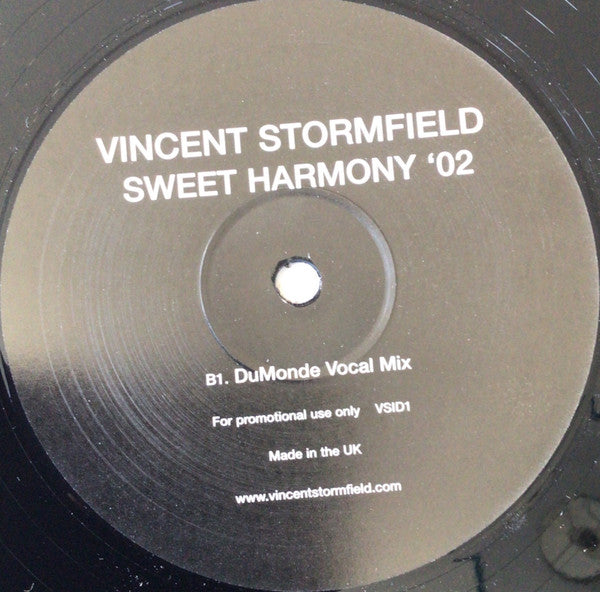 VINCENT STORMFIELD
SWEET HARMONY ‘02
B1. DuMonde Vocal Mix
For promotional use only VSID1
Made in the UK
www.vincentstormfield.com